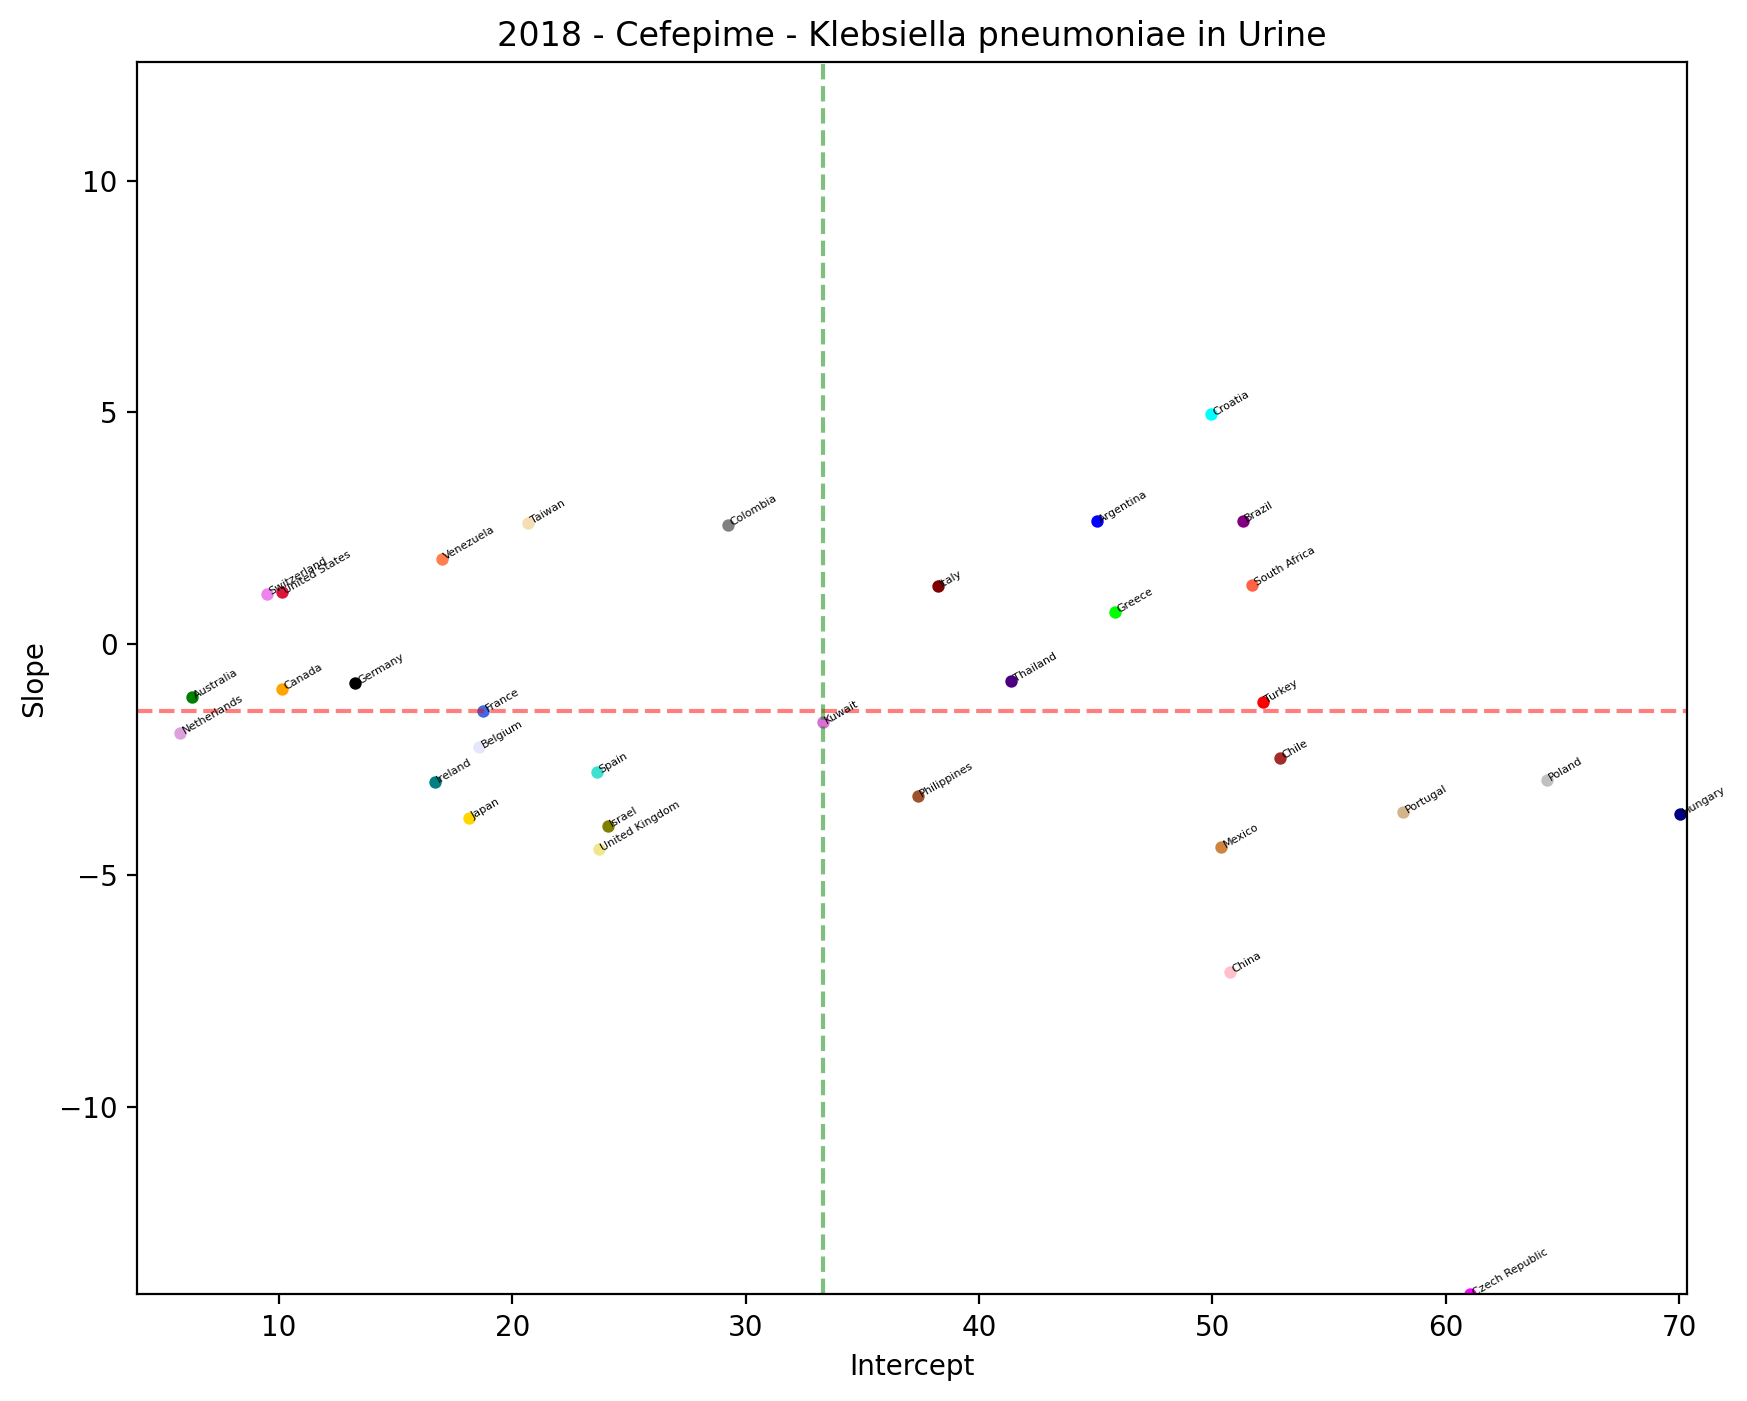 2018 - Cefepime - Klebsiella pneumoniae in Urine
10
5
0
−5
−10
Slope
Croatia
Argentina
Brazil
Taiwan
Colombia
Venezuela
Switzerland
United States
Italy
South Africa
Greece
Australia
Canada
Germany
Thailand
Netherlands
France
Turkey
Kuwait
Belgium
Ireland
Spain
Chile
Philippines
Poland
Japan
Portugal
Hungary
Israel
United Kingdom
Mexico
China
Czech Republic
10
20
30
40
50
60
70
Intercept